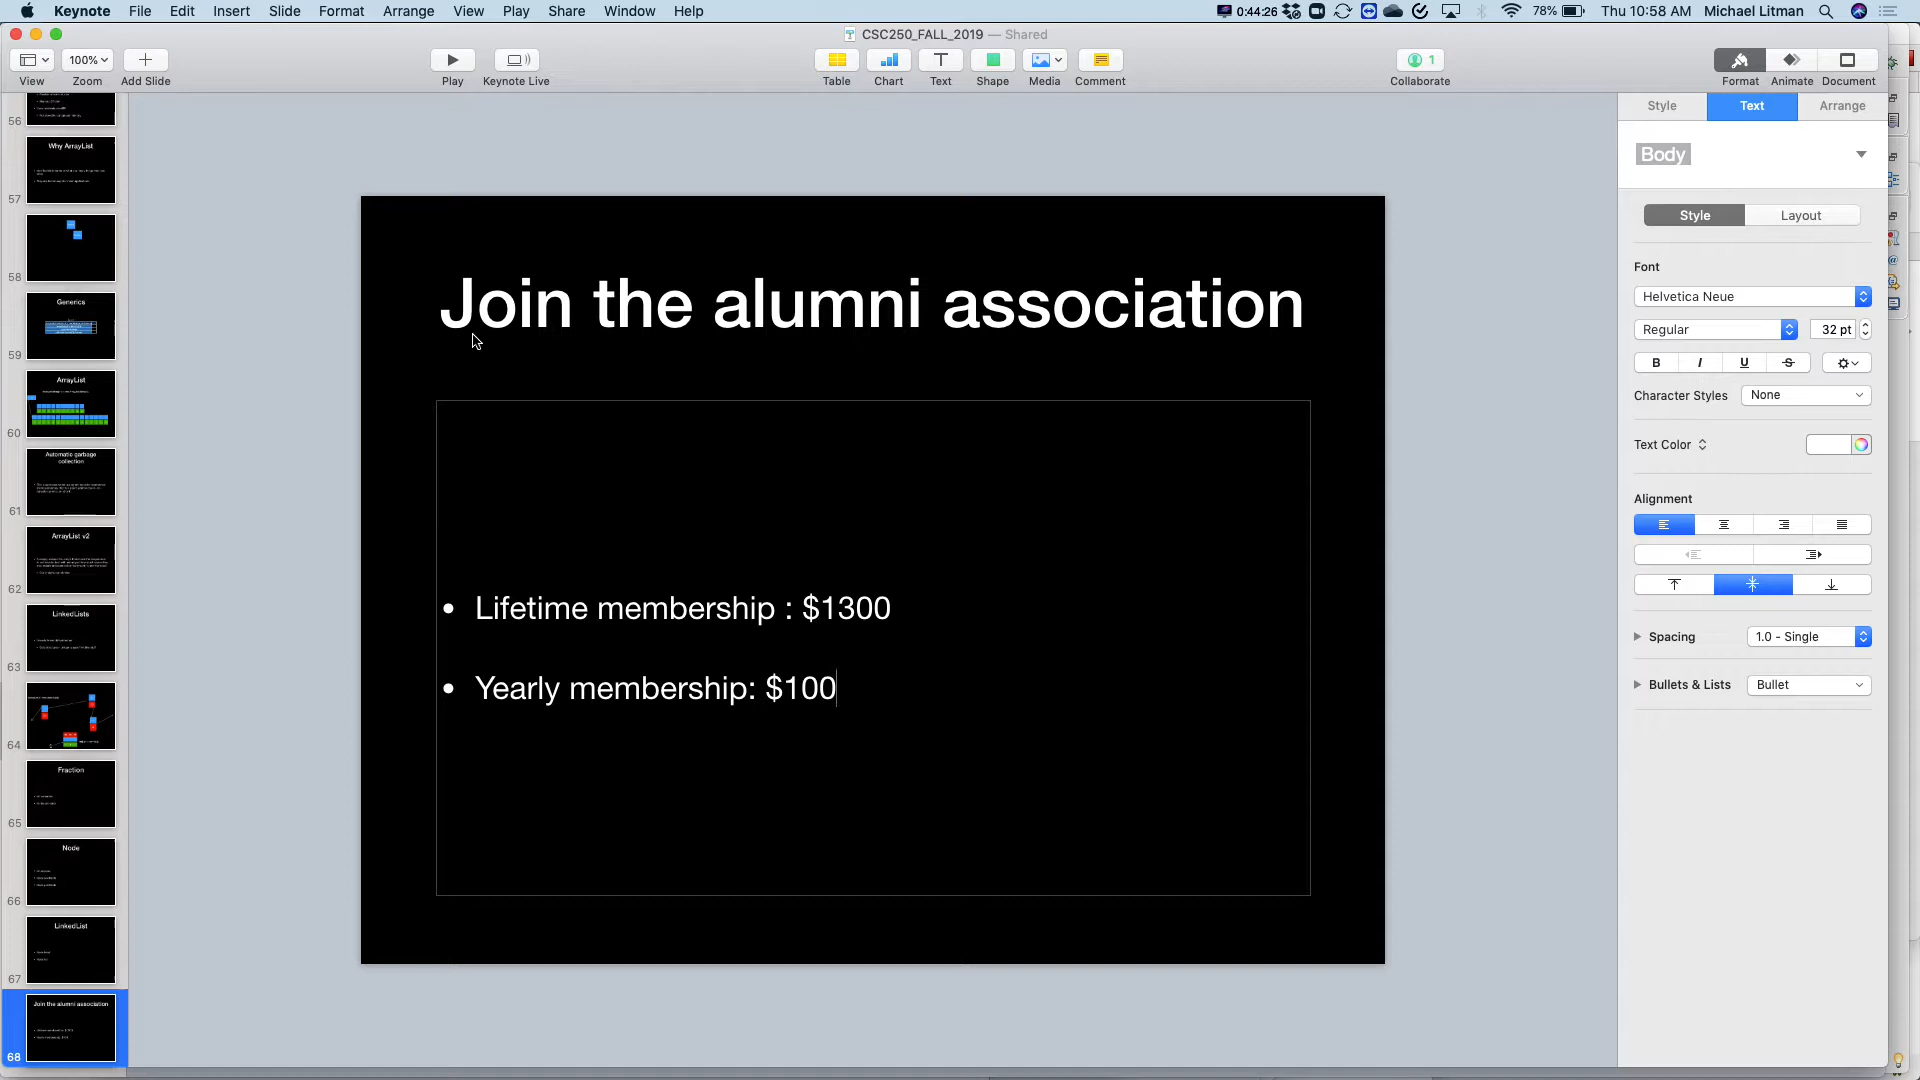 Keynote File Edit Insert Slide Format Arrange View Play Share Window Help 0:44:26 78% Thu 10:58 AM Michael Litman
CSC250_FALL_2019 — Shared
100%
View Zoom Add Slide Play Keynote Live Table Chart Text Shape Media Comment 1 Collaborate Format Animate Document
56
Why ArrayList
57
58
Generics
59
ArrayList
60
Automatic garbage
collection
61
ArrayList v2
62
LinkedLists
63
64
Fraction
65
Node
66
LinkedList
67
Join the alumni association
68
Join the alumni association
• Lifetime membership : $1300
• Yearly membership: $100
Style Text Arrange
Body
Style Layout
Font
Helvetica Neue
Regular 32 pt
B I U S
Character Styles None
Text Color
Alignment
Spacing 1.0 - Single
Bullets & Lists Bullet